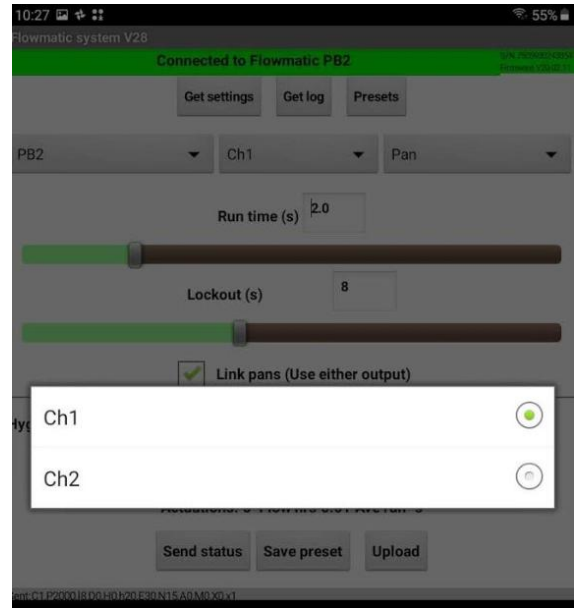 10:27 55%
Flowmatic system V28
Connected to Flowmatic PB2
Get settings Get log Presets
PB2 Ch1 Pan
Run time (s) 2.0
Lockout (s) 8
Link pans (Use either output)
Ch1
Ch2
Send status Save preset Upload